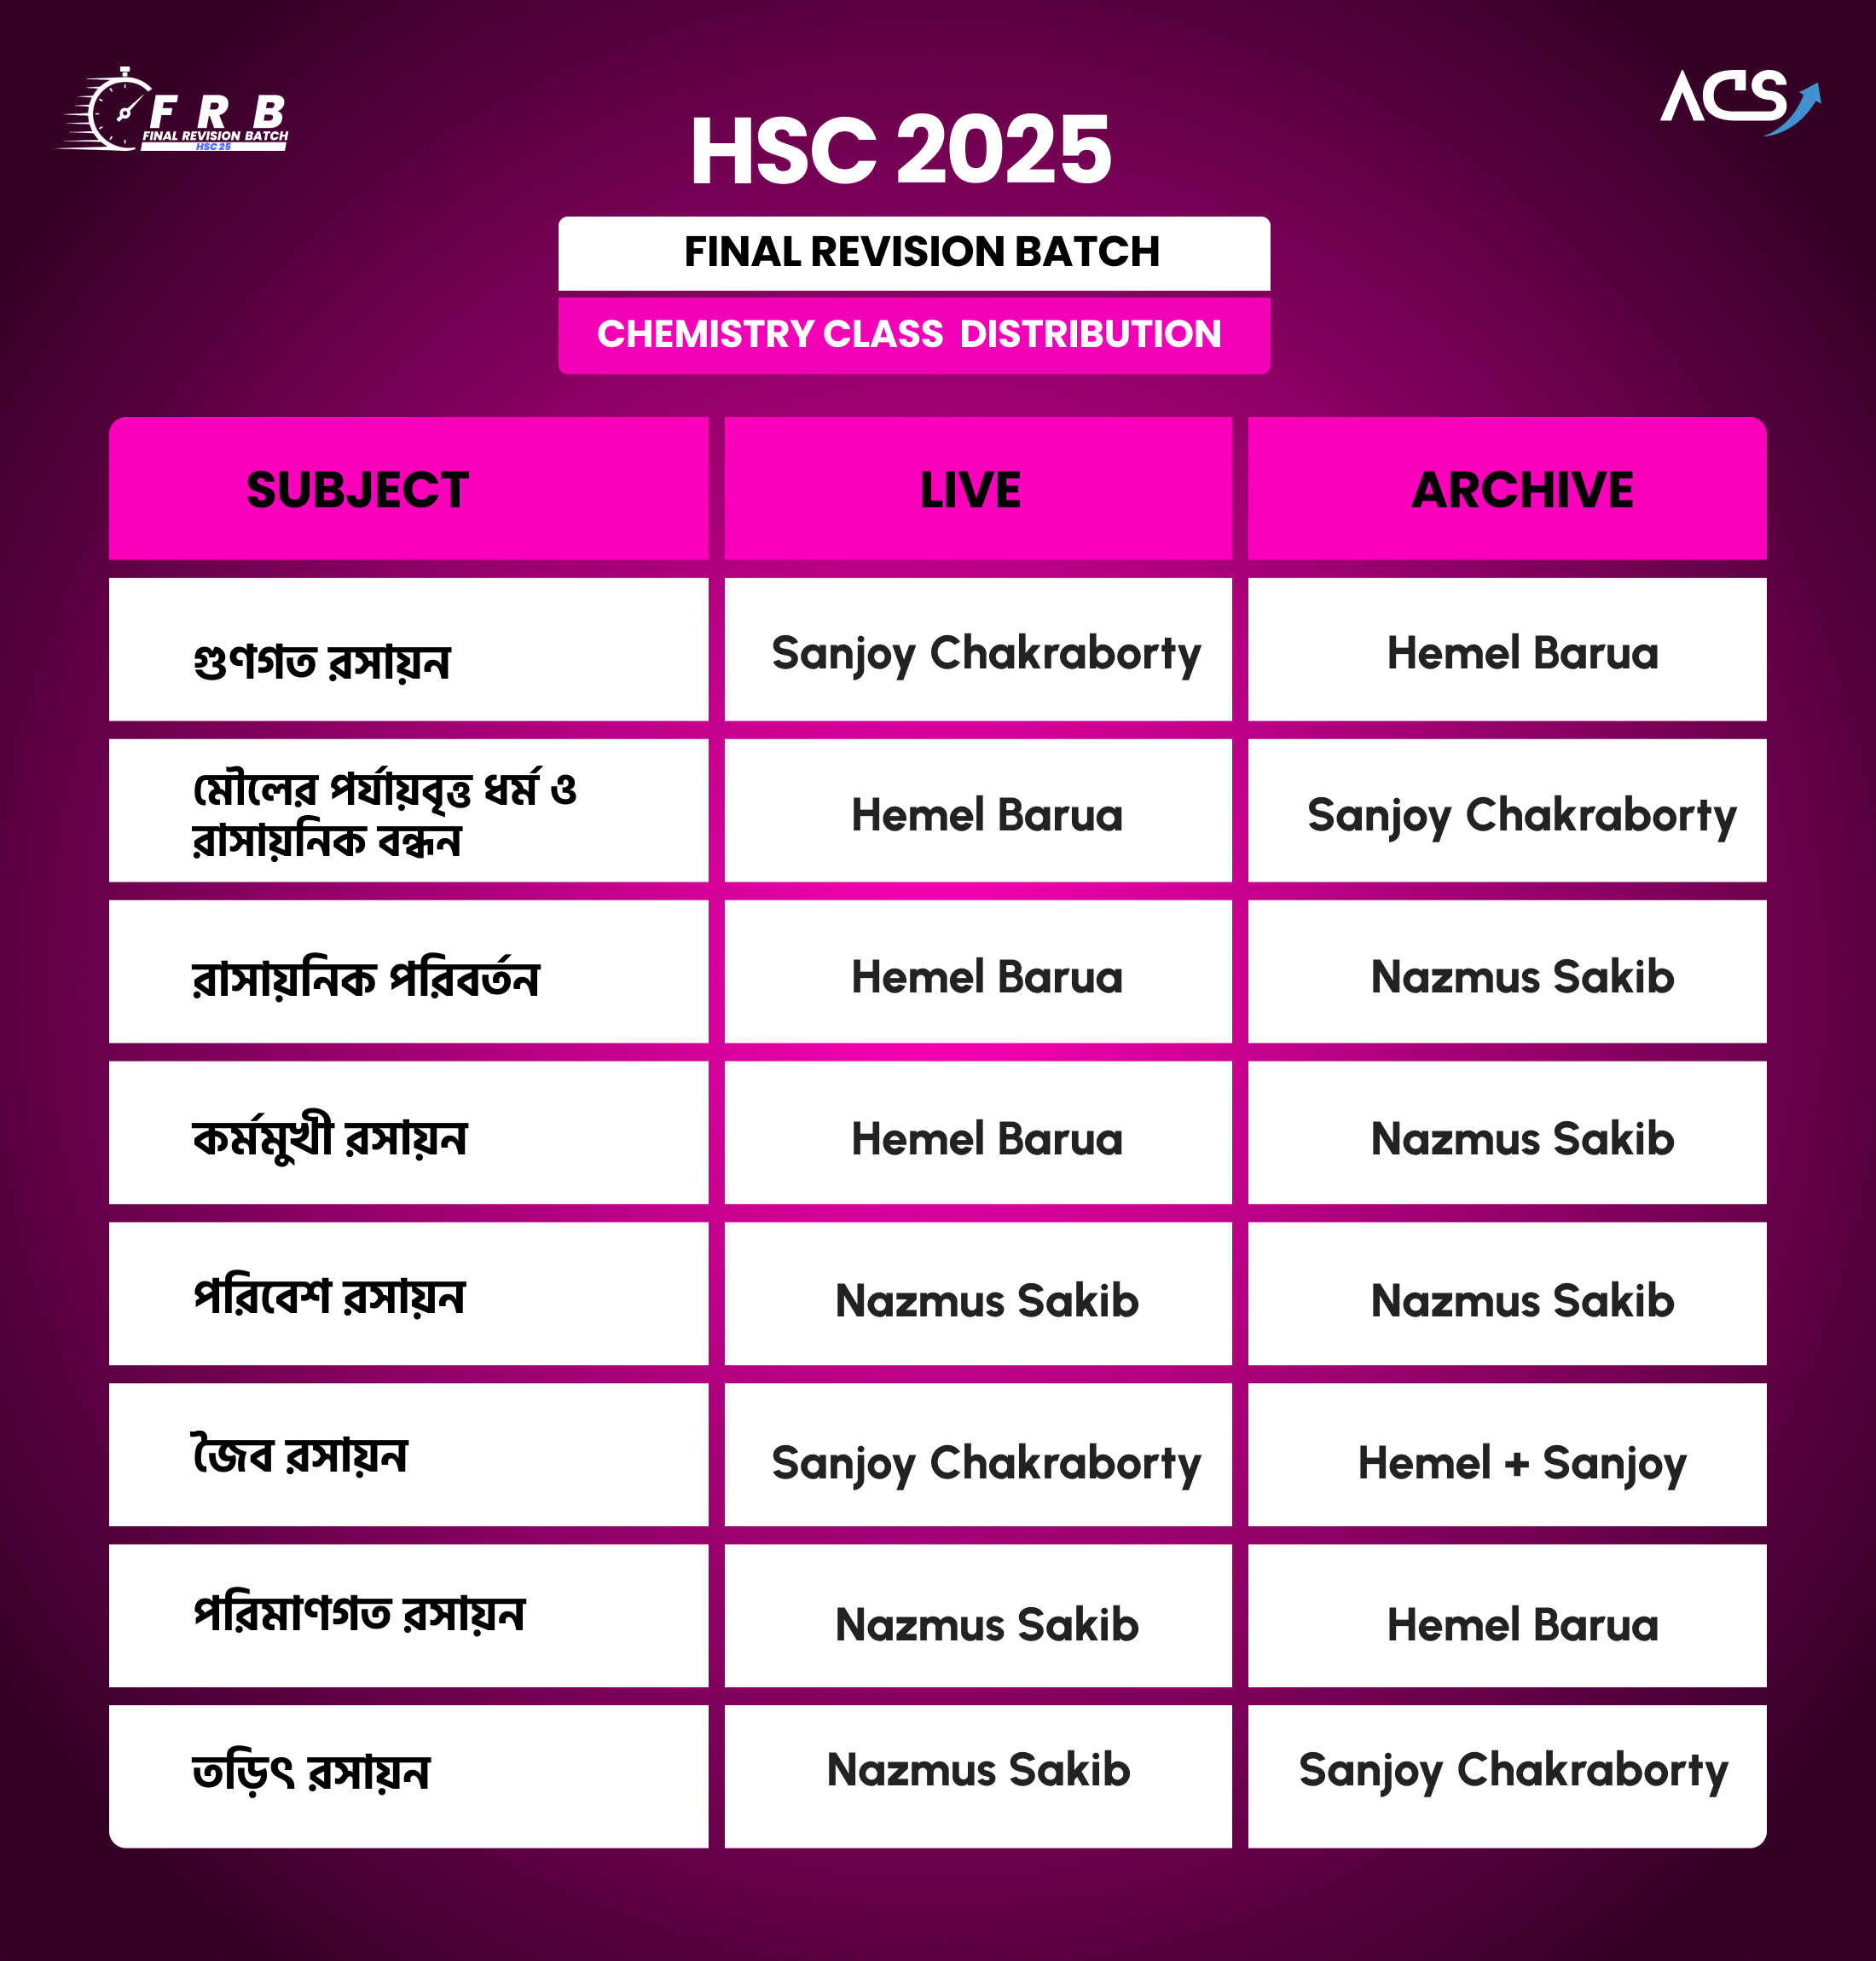 F R B
FINAL REVISION BATCH
HSC 25
ACS
HSC 2025
FINAL REVISION BATCH
CHEMISTRY CLASS DISTRIBUTION
SUBJECT LIVE ARCHIVE
গুণগত রসায়ন Sanjoy Chakraborty Hemel Barua
মৌলের পর্যায়বৃত্ত ধর্ম ও
রাসায়নিক বন্ধন Hemel Barua Sanjoy Chakraborty
রাসায়নিক পরিবর্তন Hemel Barua Nazmus Sakib
কর্মমুখী রসায়ন Hemel Barua Nazmus Sakib
পরিবেশ রসায়ন Nazmus Sakib Nazmus Sakib
জৈব রসায়ন Sanjoy Chakraborty Hemel + Sanjoy
পরিমাণগত রসায়ন Nazmus Sakib Hemel Barua
তড়িৎ রসায়ন Nazmus Sakib Sanjoy Chakraborty